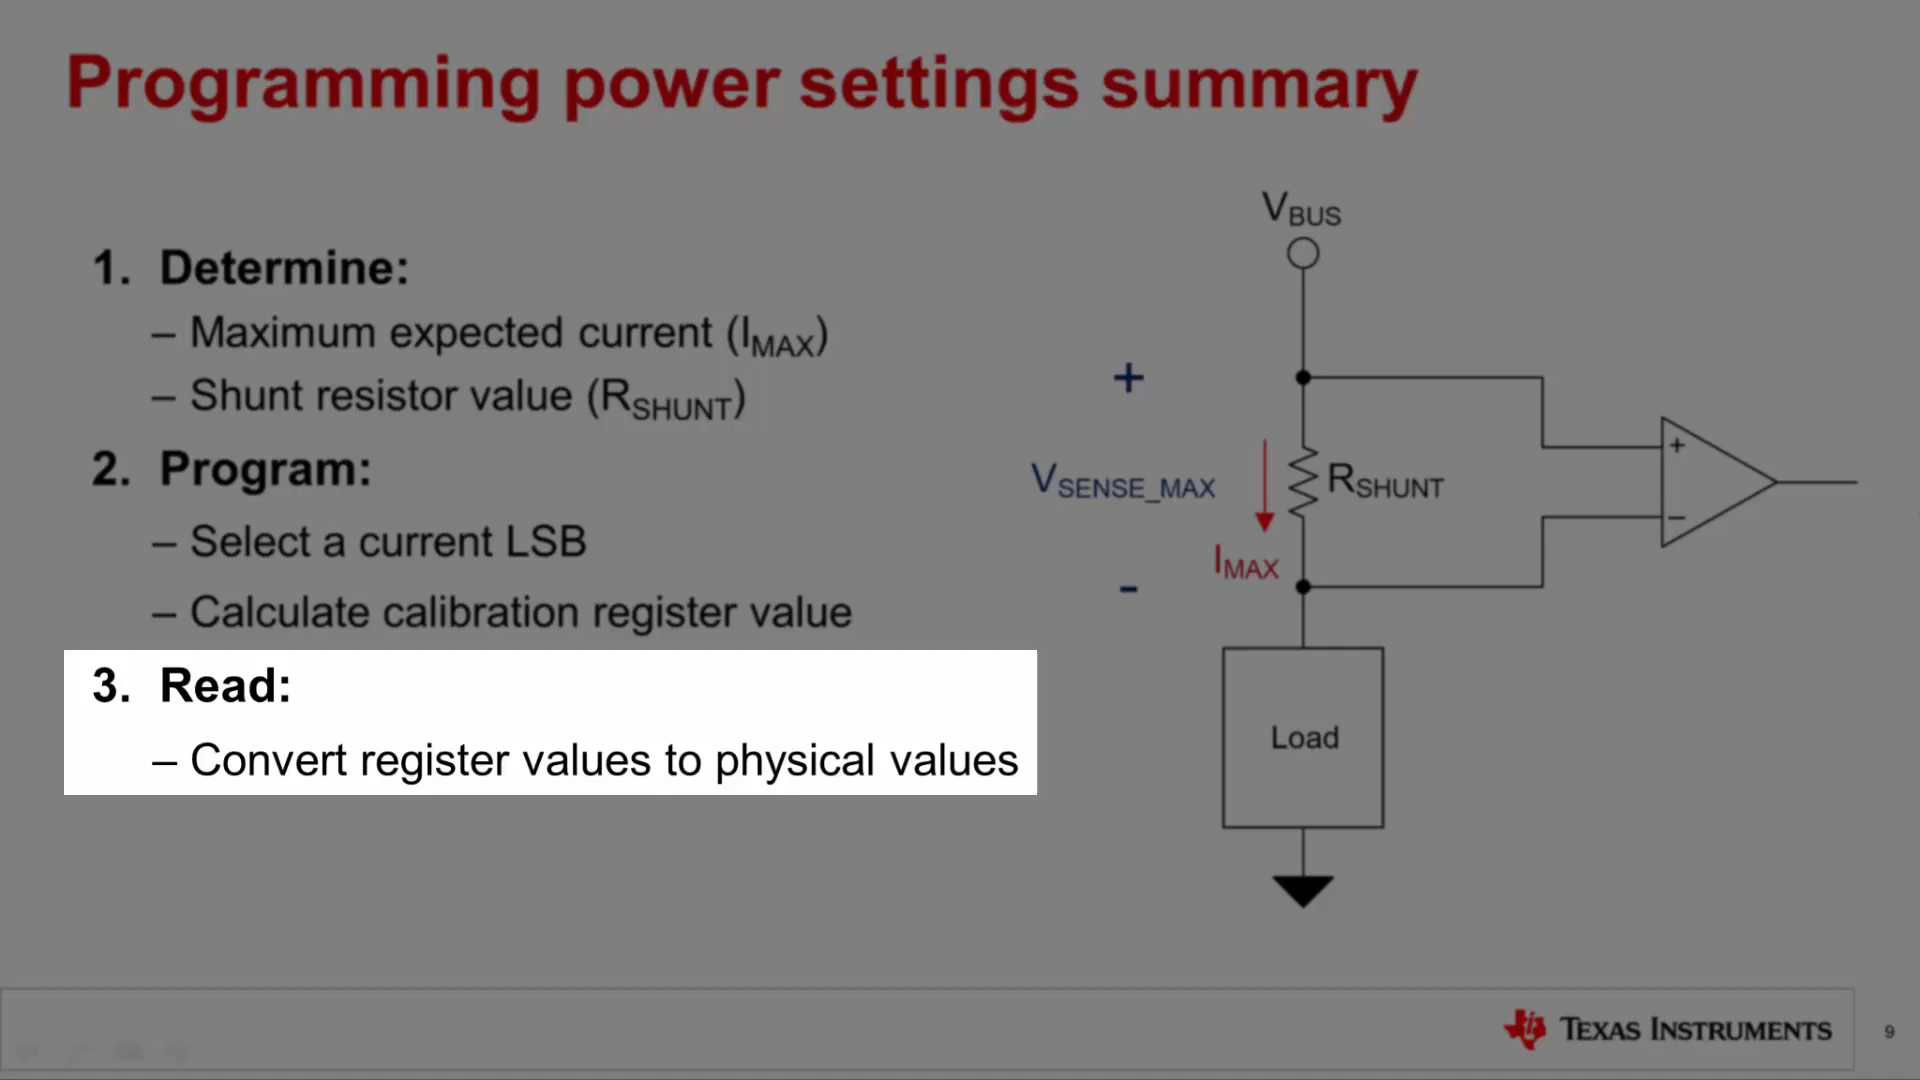 Programming power settings summary
1. Determine:
– Maximum expected current (IMAX)
– Shunt resistor value (RSHUNT)
2. Program:
– Select a current LSB
– Calculate calibration register value
3. Read:
– Convert register values to physical values
VBUS
+
VSENSE_MAX
RSHUNT
IMAX
-
+
–
Load
TEXAS INSTRUMENTS
9